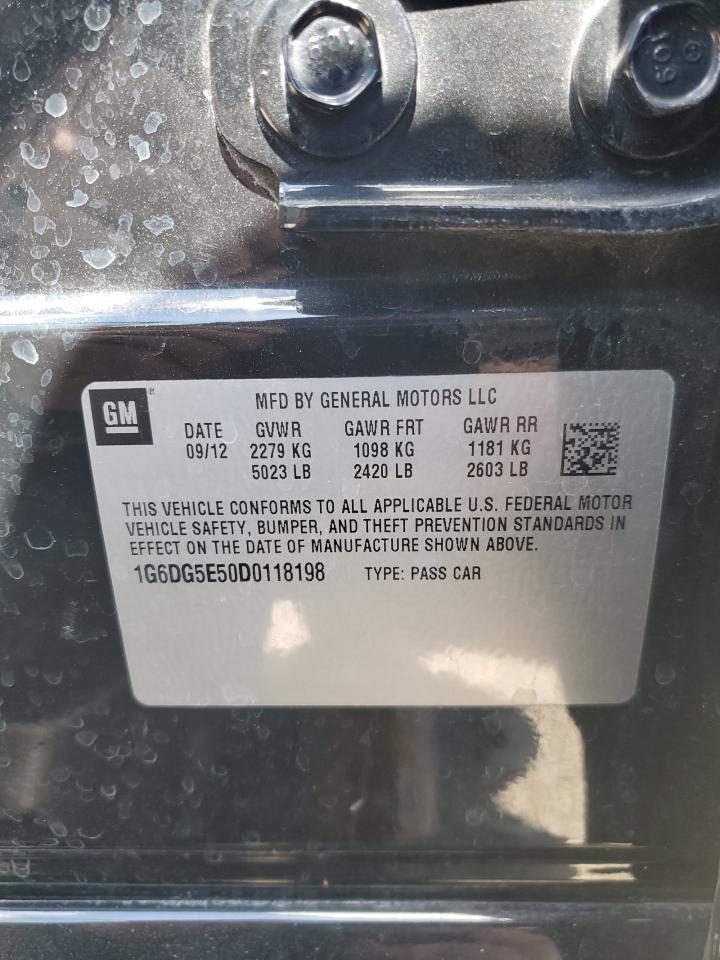 10.9
GM
MFD BY GENERAL MOTORS LLC
DATE GVWR GAWR FRT GAWR RR
09/12 2279 KG 1098 KG 1181 KG
5023 LB 2420 LB 2603 LB
THIS VEHICLE CONFORMS TO ALL APPLICABLE U.S. FEDERAL MOTOR
VEHICLE SAFETY, BUMPER, AND THEFT PREVENTION STANDARDS IN
EFFECT ON THE DATE OF MANUFACTURE SHOWN ABOVE.
1G6DG5E50D0118198 TYPE: PASS CAR